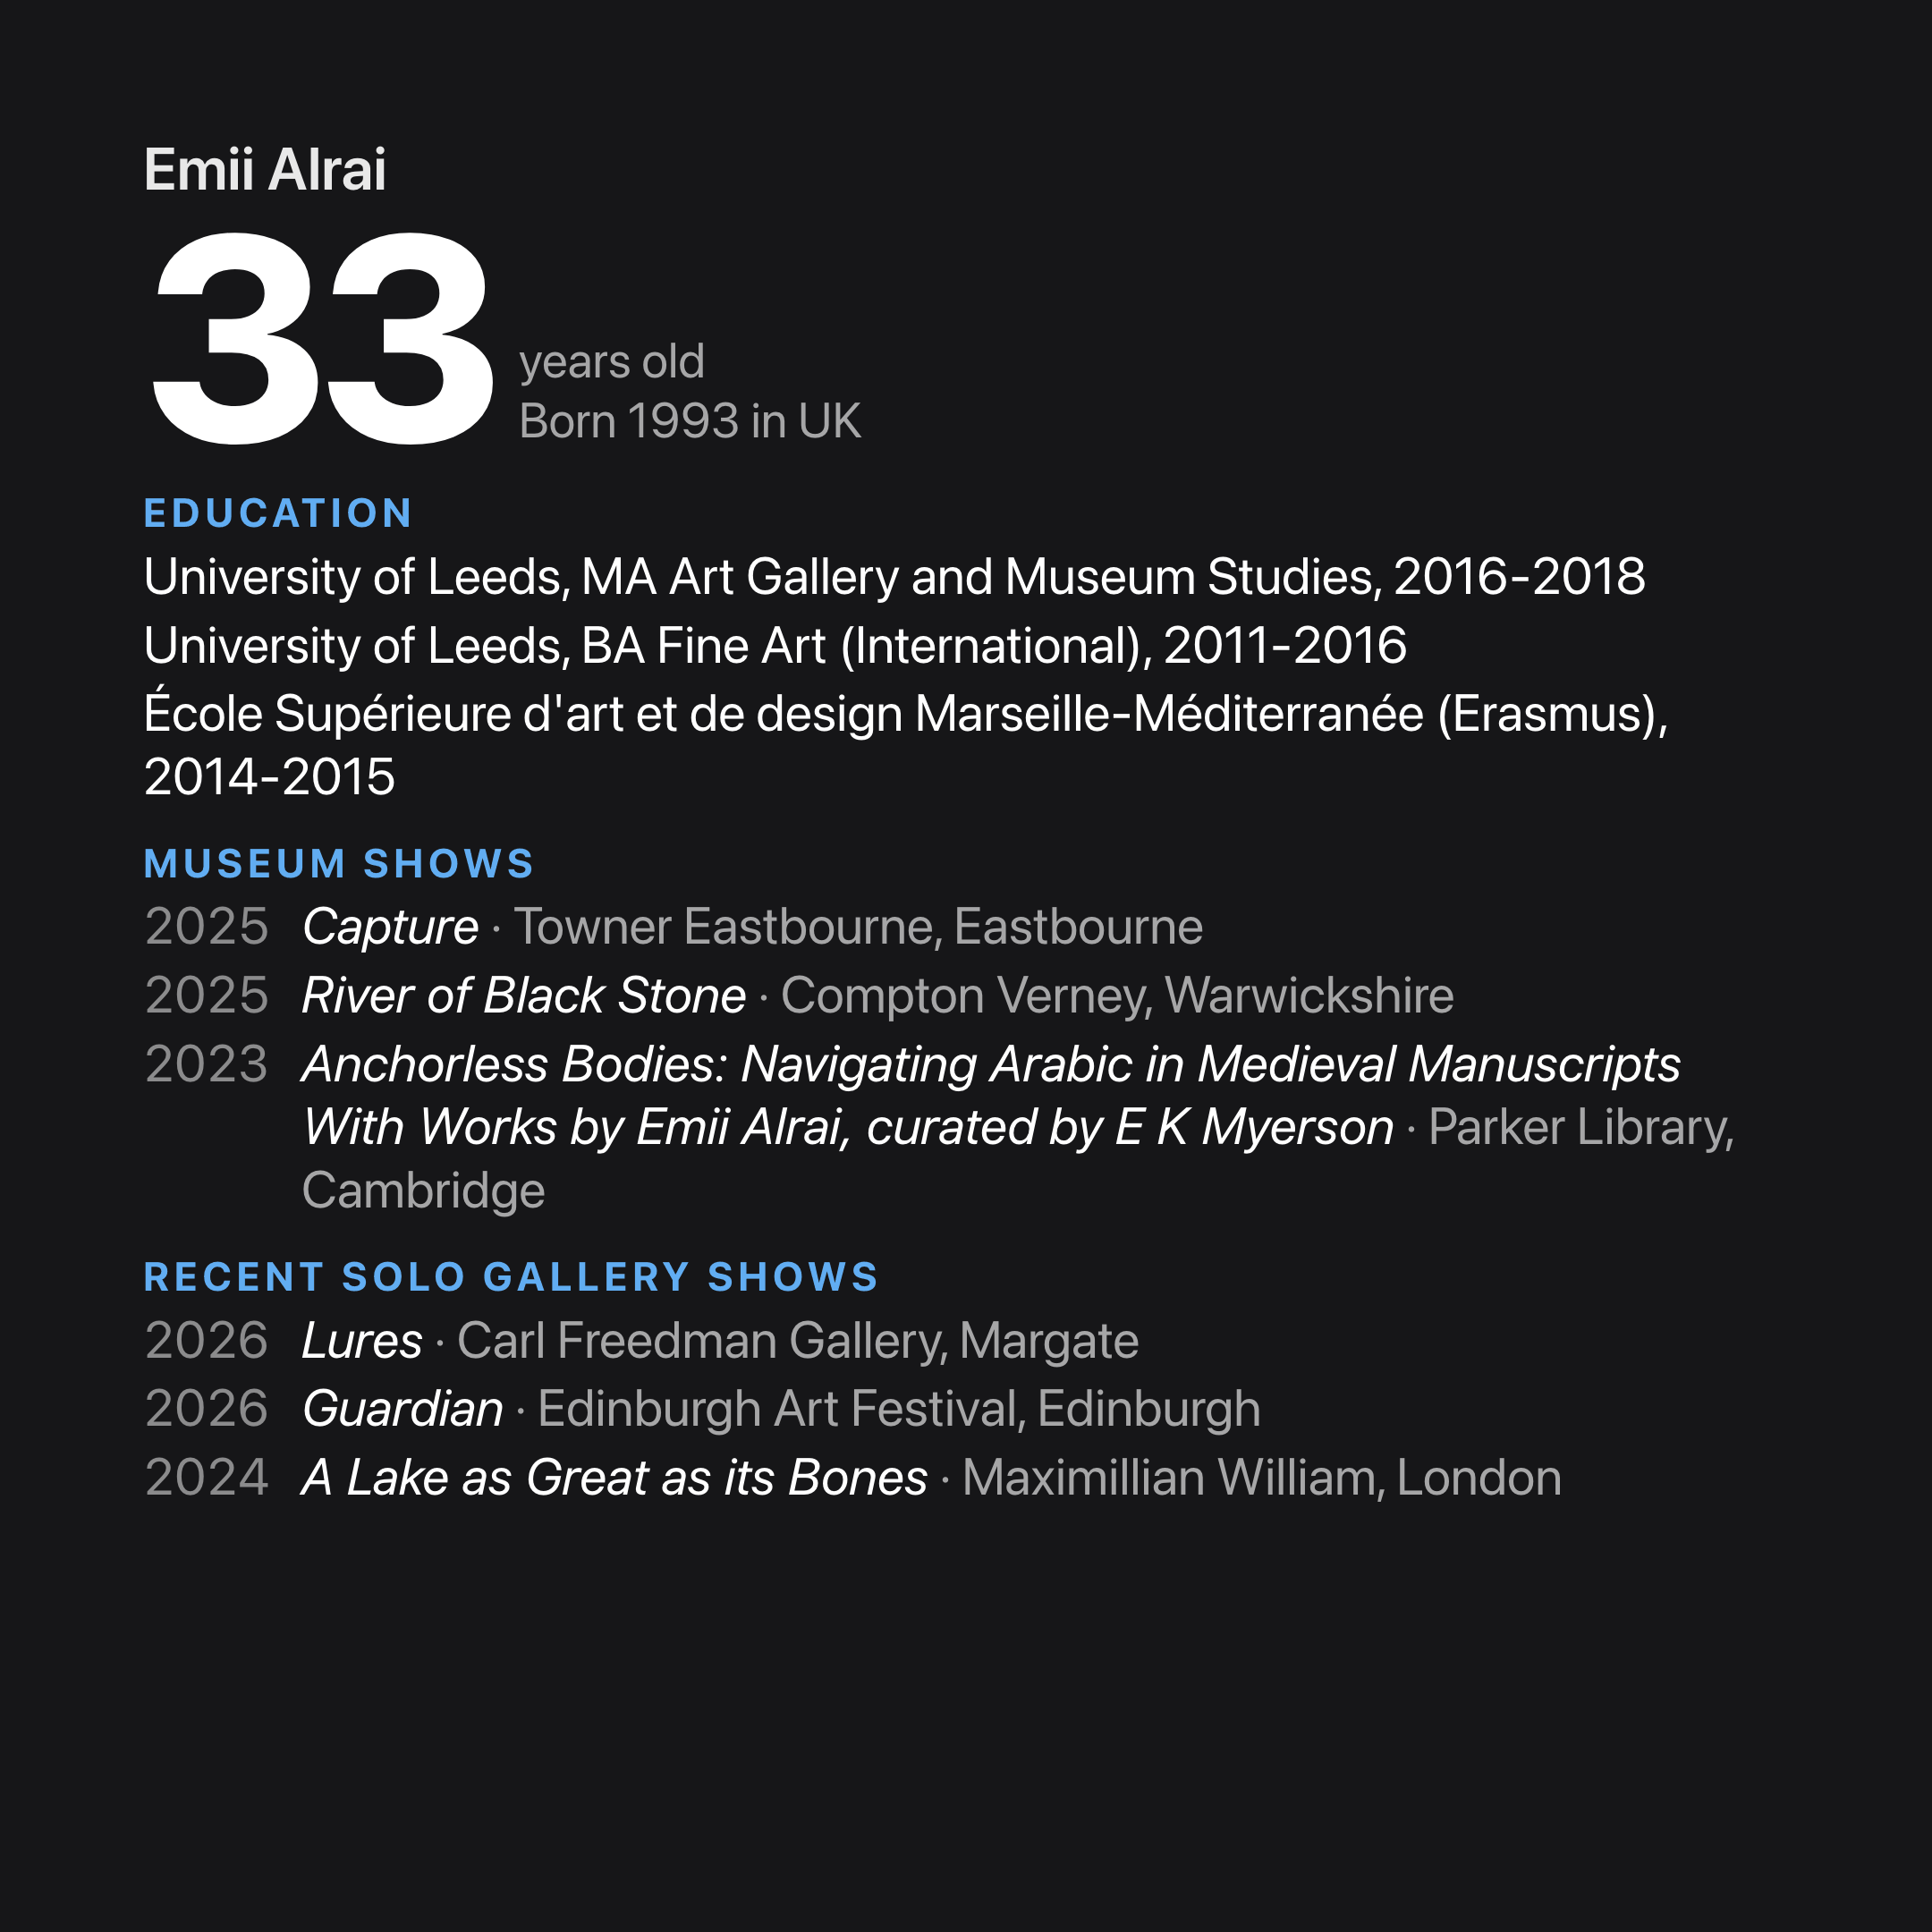 Emii Alrai
33 years old
Born 1993 in UK
EDUCATION
University of Leeds, MA Art Gallery and Museum Studies, 2016-2018
University of Leeds, BA Fine Art (International), 2011-2016
École Supérieure d'art et de design Marseille-Méditerranée (Erasmus),
2014-2015
MUSEUM SHOWS
2025 Capture · Towner Eastbourne, Eastbourne
2025 River of Black Stone · Compton Verney, Warwickshire
2023 Anchorless Bodies: Navigating Arabic in Medieval Manuscripts
With Works by Emii Alrai, curated by E K Myerson · Parker Library,
Cambridge
RECENT SOLO GALLERY SHOWS
2026 Lures · Carl Freedman Gallery, Margate
2026 Guardian · Edinburgh Art Festival, Edinburgh
2024 A Lake as Great as its Bones · Maximillian William, London